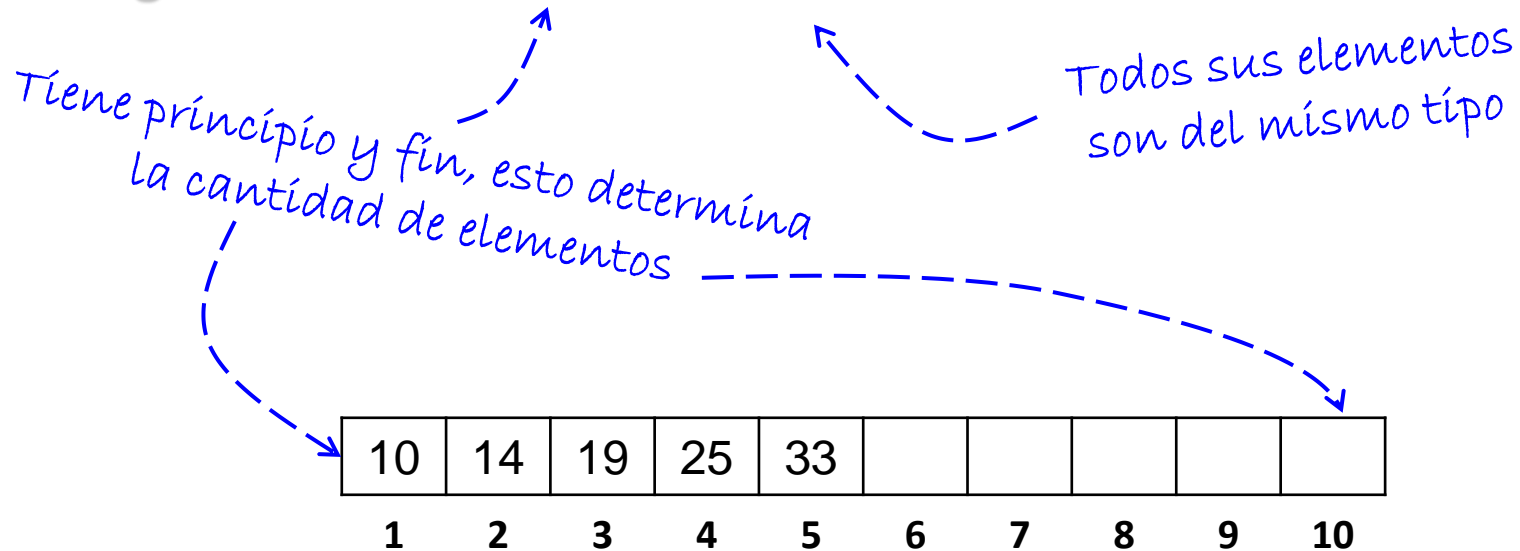 Tiene principio y fin, esto determina
la cantidad de elementos
Todos sus elementos
son del mismo tipo
10 14 19 25 33
1 2 3 4 5 6 7 8 9 10